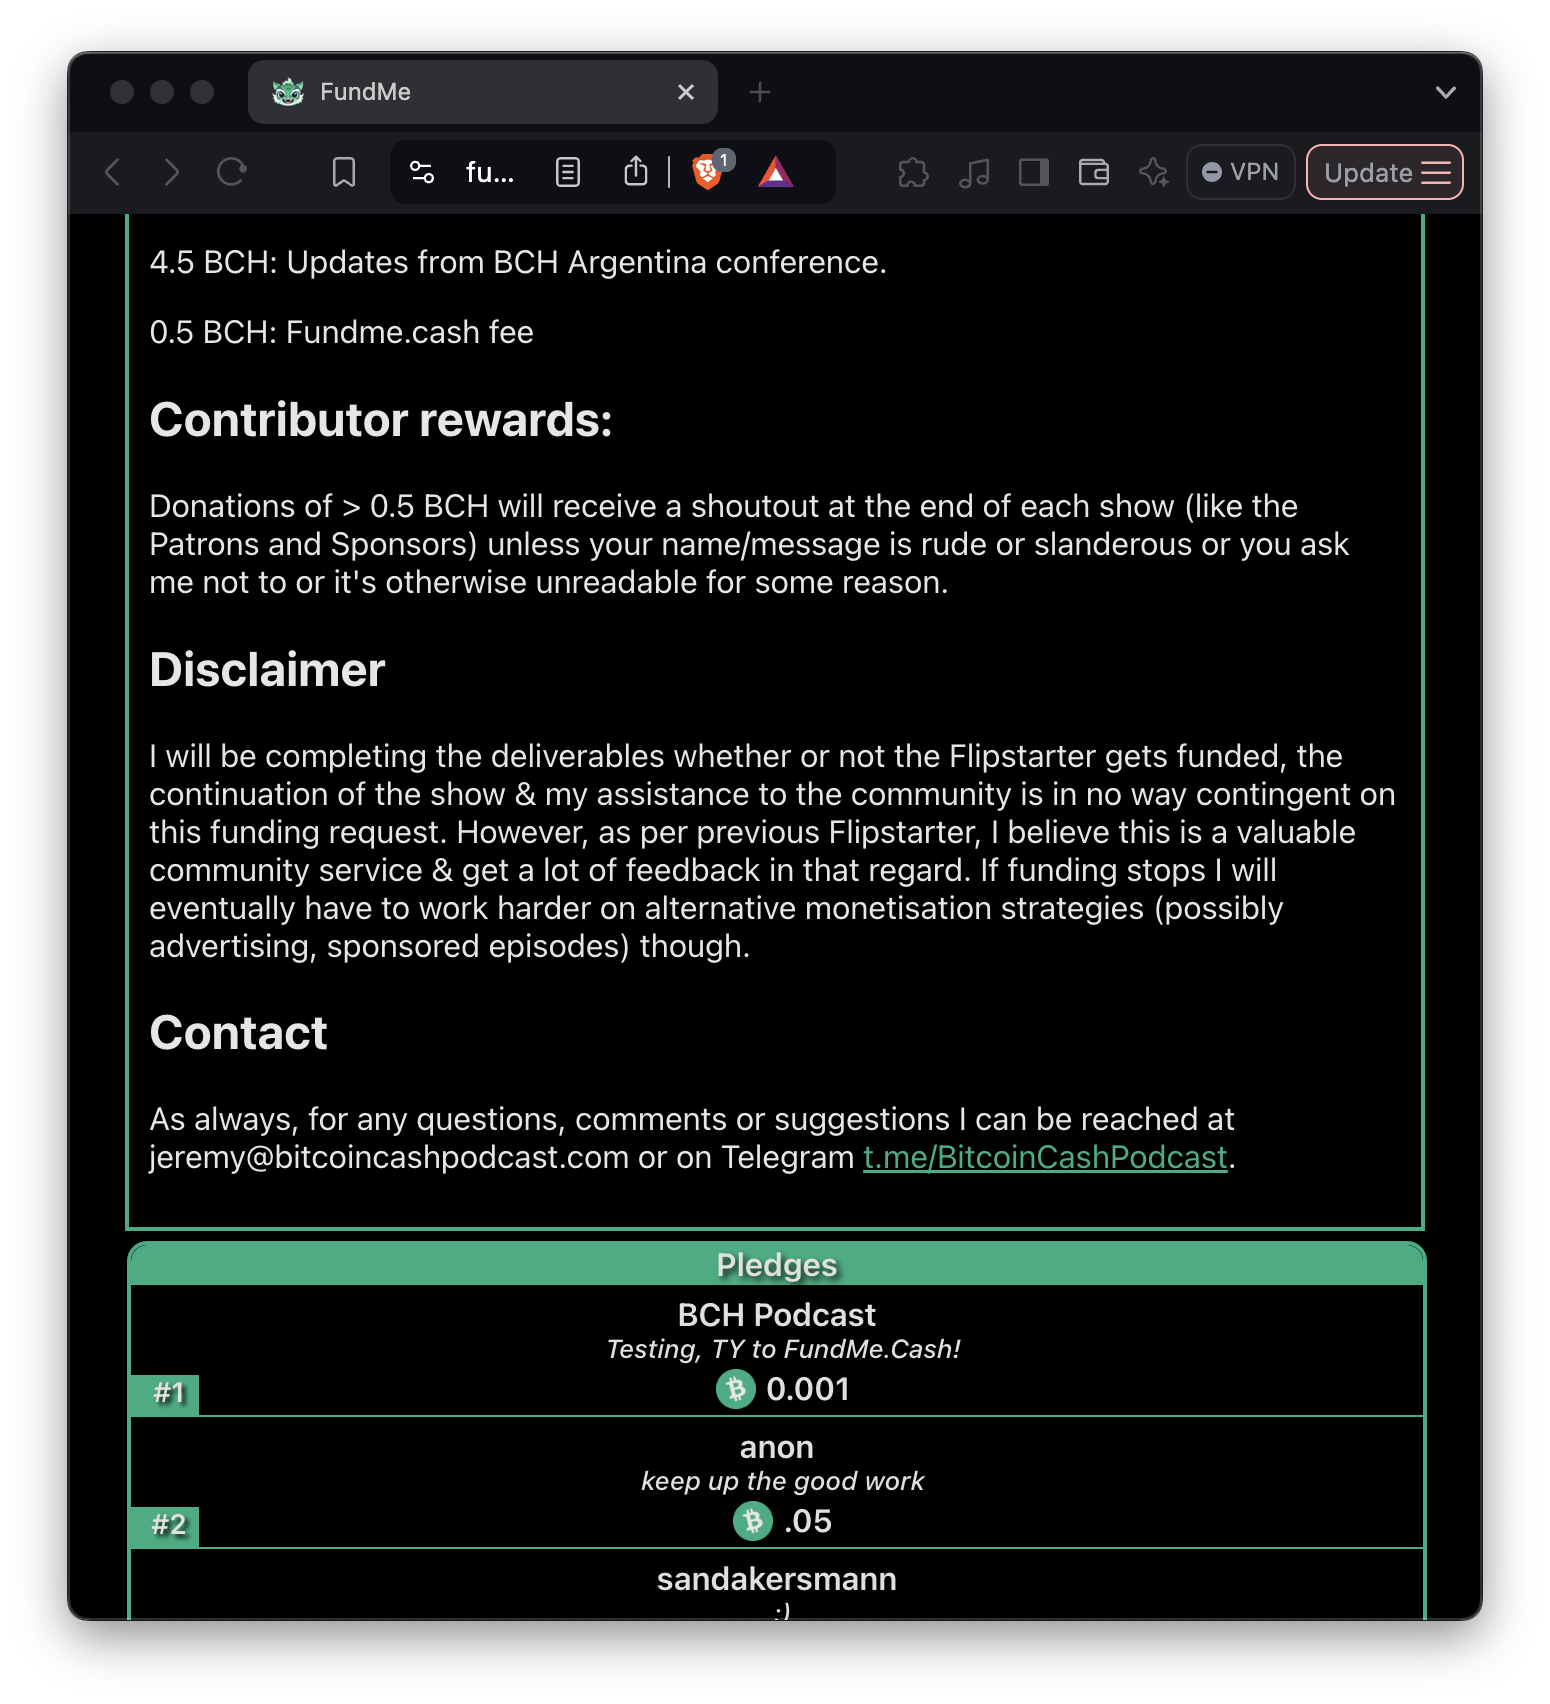 FundMe
fu...
1
VPN
Update
4.5 BCH: Updates from BCH Argentina conference.
0.5 BCH: Fundme.cash fee
Contributor rewards:
Donations of > 0.5 BCH will receive a shoutout at the end of each show (like the
Patrons and Sponsors) unless your name/message is rude or slanderous or you ask
me not to or it's otherwise unreadable for some reason.
Disclaimer
I will be completing the deliverables whether or not the Flipstarter gets funded, the
continuation of the show & my assistance to the community is in no way contingent on
this funding request. However, as per previous Flipstarter, I believe this is a valuable
community service & get a lot of feedback in that regard. If funding stops I will
eventually have to work harder on alternative monetisation strategies (possibly
advertising, sponsored episodes) though.
Contact
As always, for any questions, comments or suggestions I can be reached at
jeremy@bitcoincashpodcast.com or on Telegram t.me/BitcoinCashPodcast.
Pledges
BCH Podcast
Testing, TY to FundMe.Cash!
#1 0.001
anon
keep up the good work
#2 .05
sandakersmann
:)